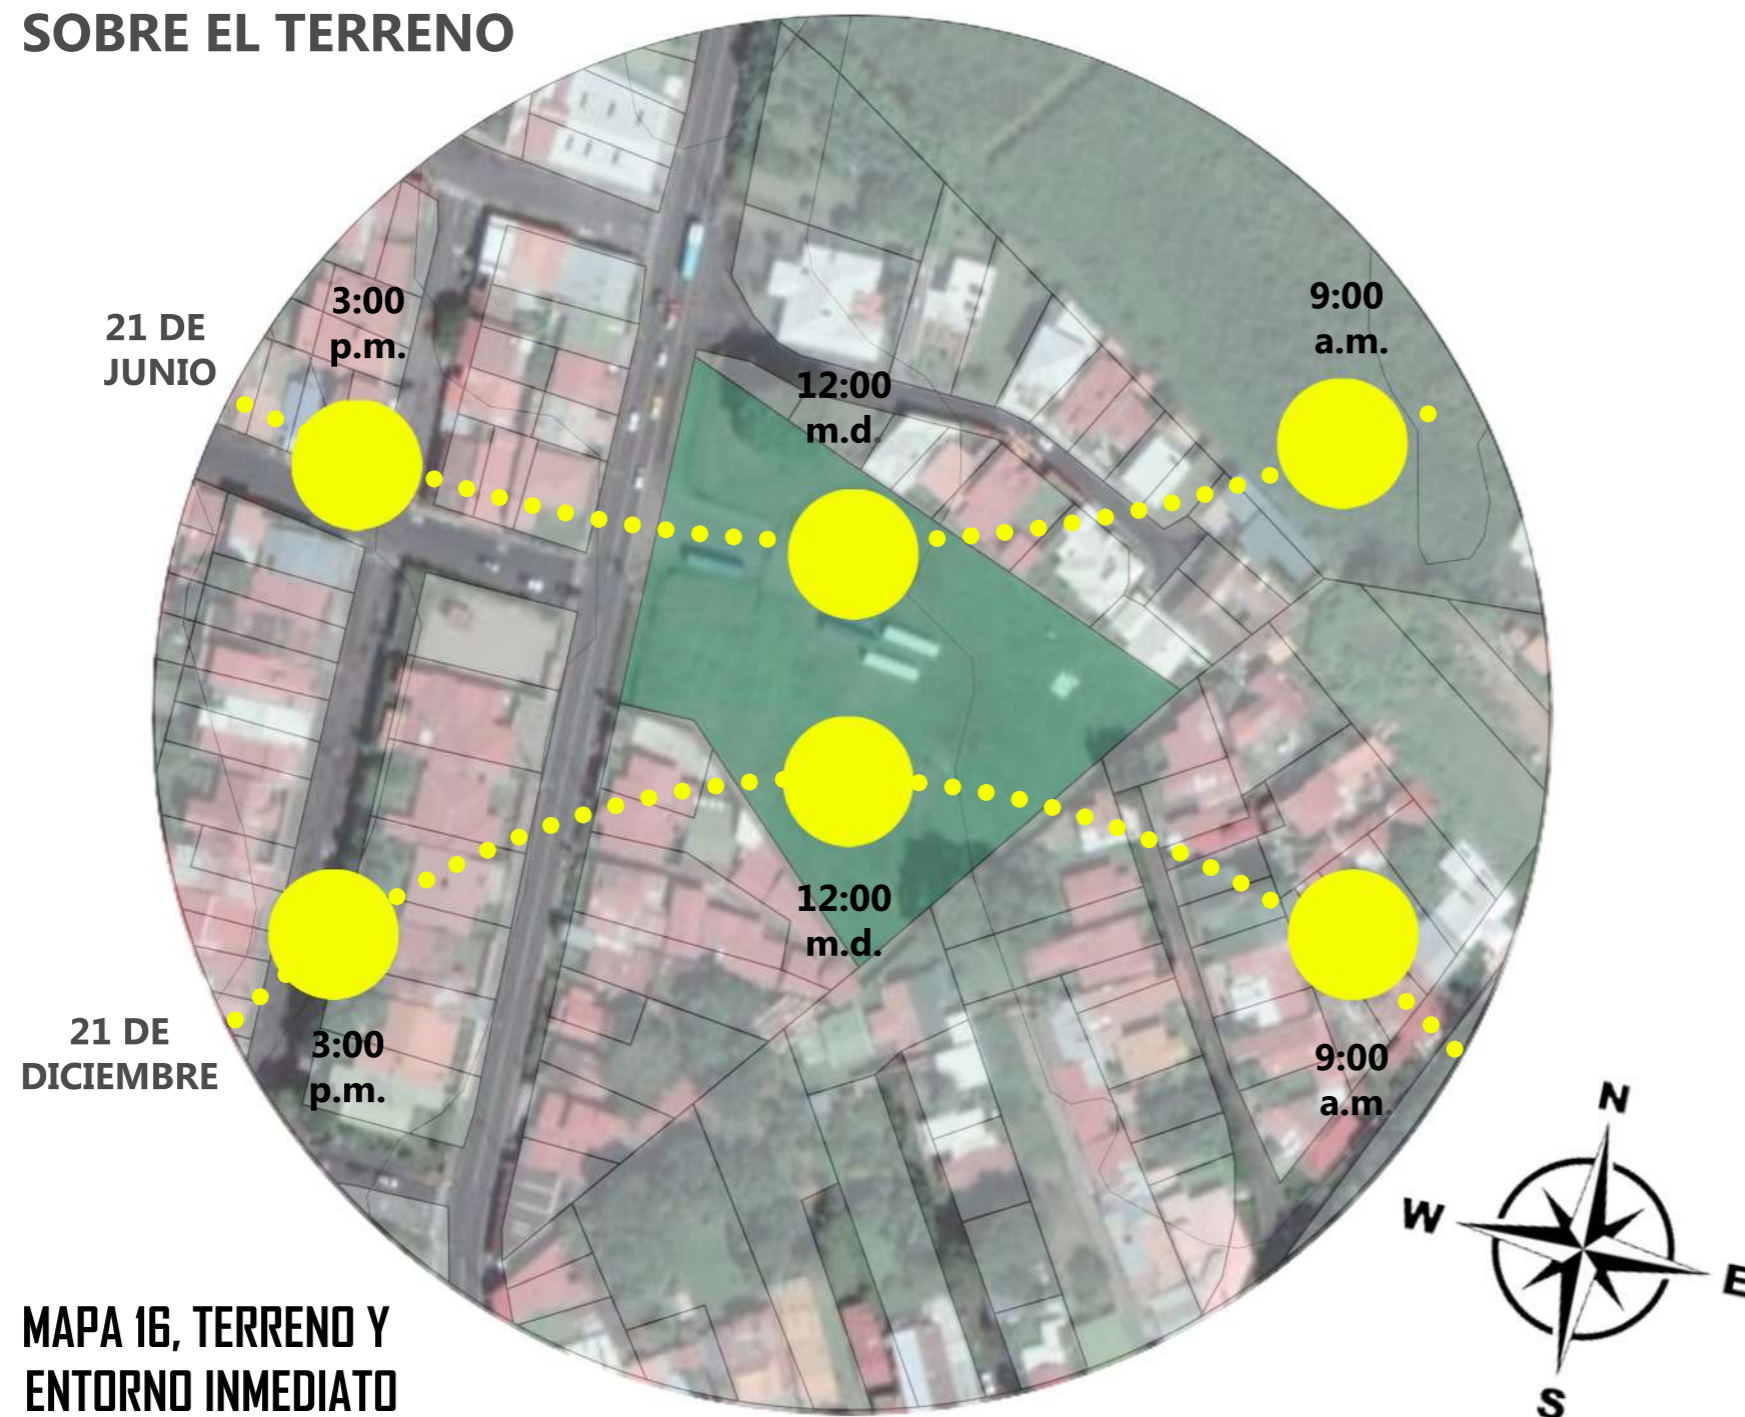 SOBRE EL TERRENO
3:00
p.m.
21 DE
JUNIO
12:00
m.d.
9:00
a.m.
12:00
m.d.
21 DE
DICIEMBRE
3:00
p.m.
9:00
a.m.
N
W
E
S
MAPA 16, TERRENO Y
ENTORNO INMEDIATO